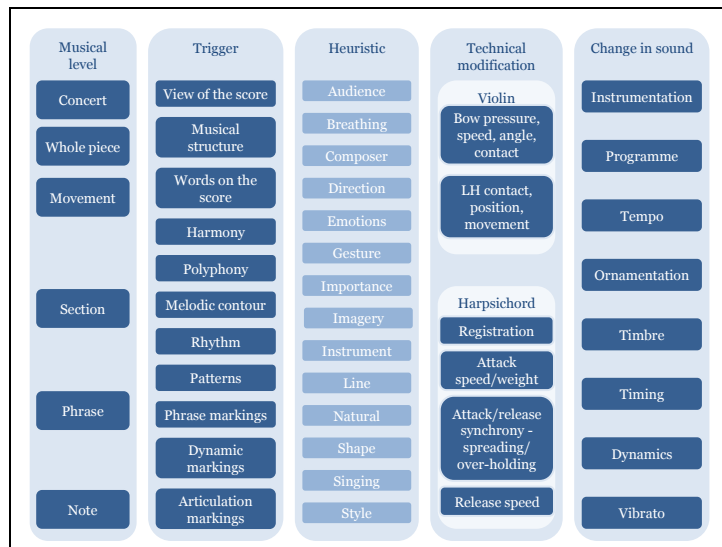 Musical
level
Concert
Whole piece
Movement
Section
Phrase
Note
Trigger
View of the score
Musical
structure
Words on the
score
Harmony
Polyphony
Melodic contour
Rhythm
Patterns
Phrase markings
Dynamic
markings
Articulation
markings
Heuristic
Audience
Breathing
Composer
Direction
Emotions
Gesture
Importance
Imagery
Instrument
Line
Natural
Shape
Singing
Style
Technical
modification
Violin
Bow pressure,
speed, angle,
contact
LH contact,
position,
movement
Harpsichord
Registration
Attack
speed/weight
Attack/release
synchrony -
spreading/
over-holding
Release speed
Change in sound
Instrumentation
Programme
Tempo
Ornamentation
Timbre
Timing
Dynamics
Vibrato